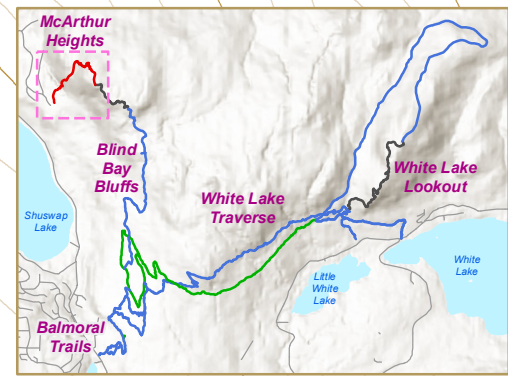 McArthur
Heights
Blind
Bay
Bluffs
White Lake
Traverse
White Lake
Lookout
Shuswap
Lake
Little
White
Lake
White
Lake
Balmoral
Trails